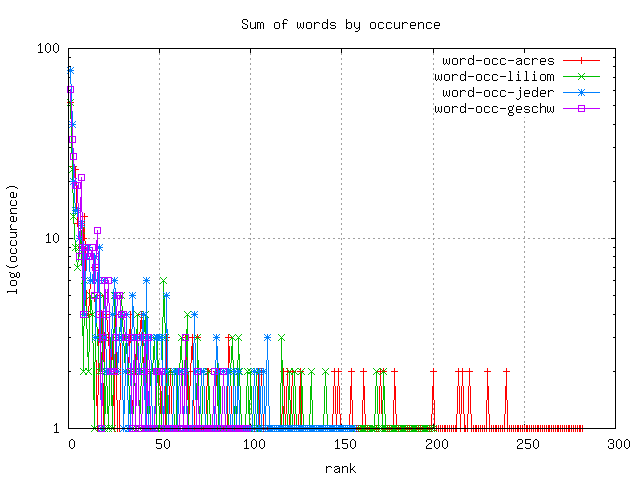 Sum of words by occurence
100
10
1
log(occurence)
word-occ-acres
word-occ-liliom
word-occ-jeder
word-occ-geschw
0 50 100 150 200 250 300
rank